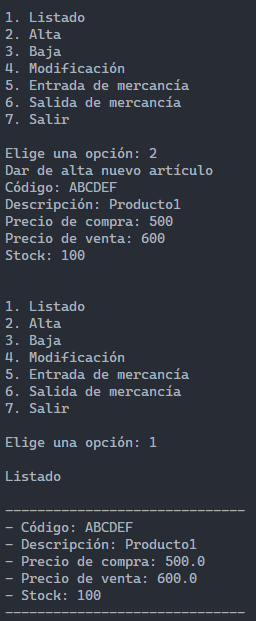 1. Listado
2. Alta
3. Baja
4. Modificación
5. Entrada de mercancía
6. Salida de mercancía
7. Salir
Elige una opción: 2
Dar de alta nuevo artículo
Código: ABCDEF
Descripción: Producto1
Precio de compra: 500
Precio de venta: 600
Stock: 100
1. Listado
2. Alta
3. Baja
4. Modificación
5. Entrada de mercancía
6. Salida de mercancía
7. Salir
Elige una opción: 1
Listado
------------------------------
- Código: ABCDEF
- Descripción: Producto1
- Precio de compra: 500.0
- Precio de venta: 600.0
- Stock: 100
------------------------------